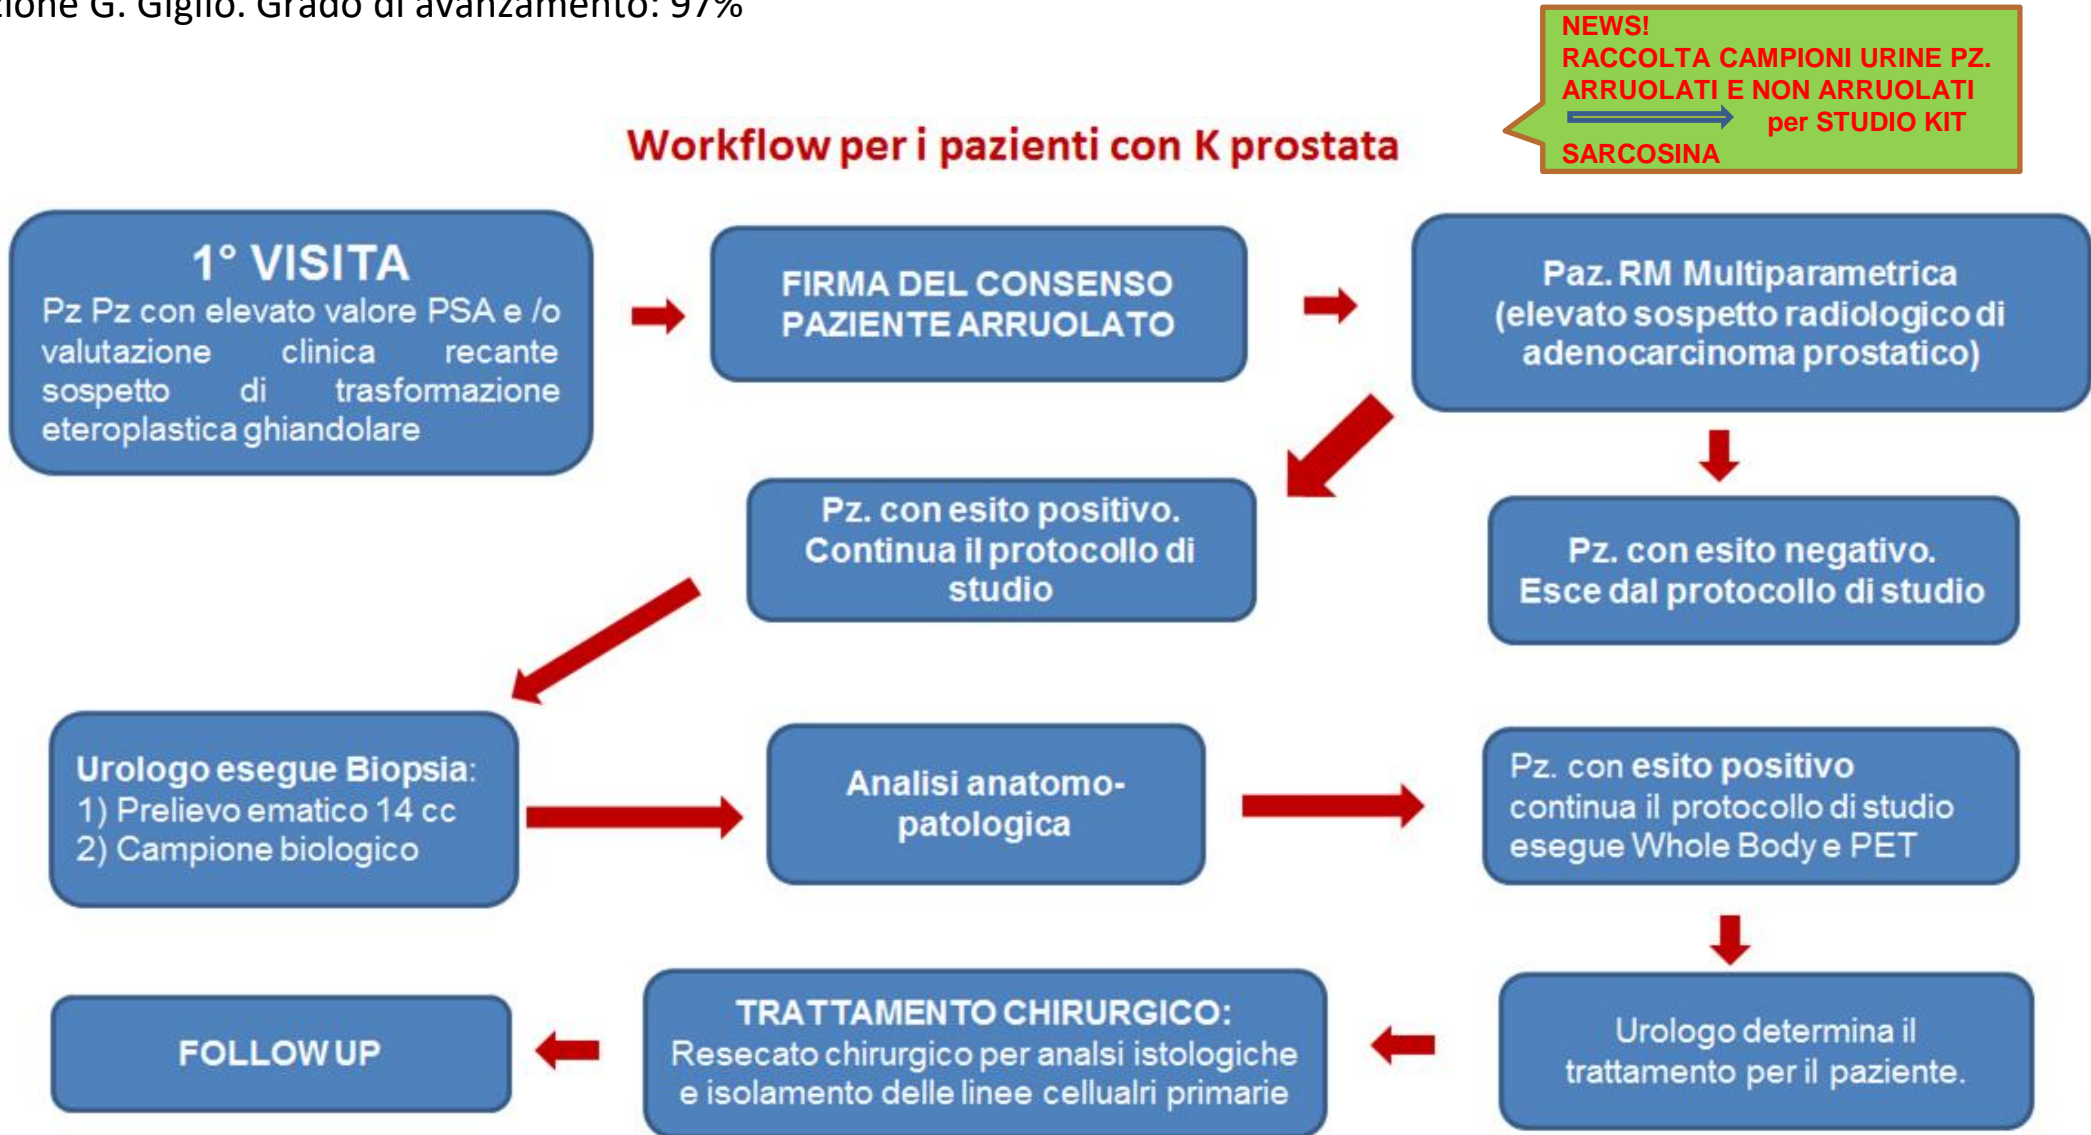 zione G. Giglio. Grado di avanzamento: 97%
NEWS!
RACCOLTA CAMPIONI URINE PZ.
ARRUOLATI E NON ARRUOLATI
per STUDIO KIT
SARCOSINA
Workflow per i pazienti con K prostata
1° VISITA
Pz Pz con elevato valore PSA e /o
valutazione clinica recante
sospetto di trasformazione
eteroplastica ghiandolare
FIRMA DEL CONSENSO
PAZIENTE ARRUOLATO
Paz. RM Multiparametrica
(elevato sospetto radiologico di
adenocarcinoma prostatico)
Pz. con esito positivo.
Continua il protocollo di
studio
Pz. con esito negativo.
Esce dal protocollo di studio
Urologo esegue Biopsia:
1) Prelievo ematico 14 cc
2) Campione biologico
Analisi anatomo-
patologica
Pz. con esito positivo
continua il protocollo di studio
esegue Whole Body e PET
Urologo determina il
trattamento per il paziente.
TRATTAMENTO CHIRURGICO:
Resecato chirurgico per analsi istologiche
e isolamento delle linee cellualri primarie
FOLLOW UP